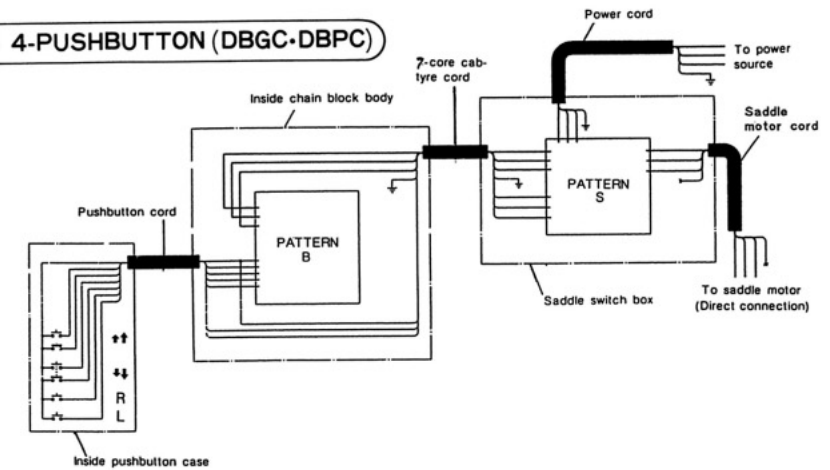 4-PUSHBUTTON (DBGC·DBPC)
Power cord
To power
source
7-core cab-
tyre cord
Inside chain block body
Saddle
motor cord
PATTERN
S
Pushbutton cord
PATTERN
B
Saddle switch box
To saddle motor
(Direct connection)
R
L
Inside pushbutton case